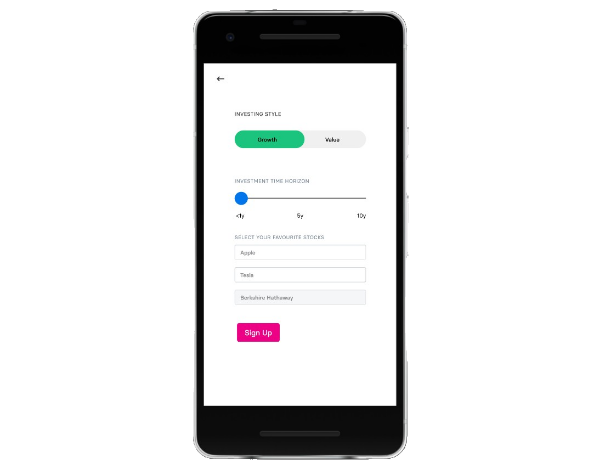 INVESTING STYLE
Growth Value
INVESTMENT TIME HORIZON
<1y 5y 10y
SELECT YOUR FAVOURITE STOCKS
Apple
Tesla
Berkshire Hathaway
Sign Up